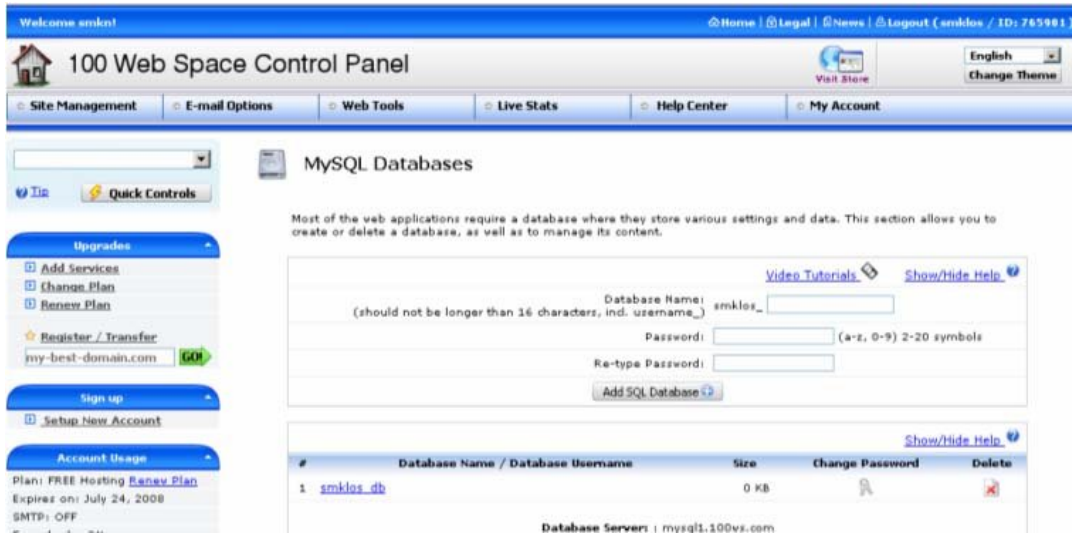 Welcome smkn!
Home | Legal | News | Logout ( smklos / ID: 765901 )
100 Web Space Control Panel
Visit Store
English
Change Theme
Site Management
E-mail Options
Web Tools
Live Stats
Help Center
My Account
Tip
Quick Controls
MySQL Databases
Most of the web applications require a database where they store various settings and data. This section allows you to
create or delete a database, as well as to manage its content.
Upgrades
Add Services
Change Plan
Renew Plan
Register / Transfer
my-best-domain.com GO!
Video Tutorials Show/Hide Help
Database Name:
(should not be longer than 16 characters, incl. username_) smklos_
Password: (a-z, 0-9) 2-20 symbols
Re-type Password:
Add SQL Database
Sign up
Setup New Account
Show/Hide Help
# Database Name / Database Username Size Change Password Delete
1 smklos_db 0 KB
Database Server: : mysql1.100ws.com
Account Usage
Plan: FREE Hosting Renew Plan
Expires on: July 24, 2008
SMTP: OFF